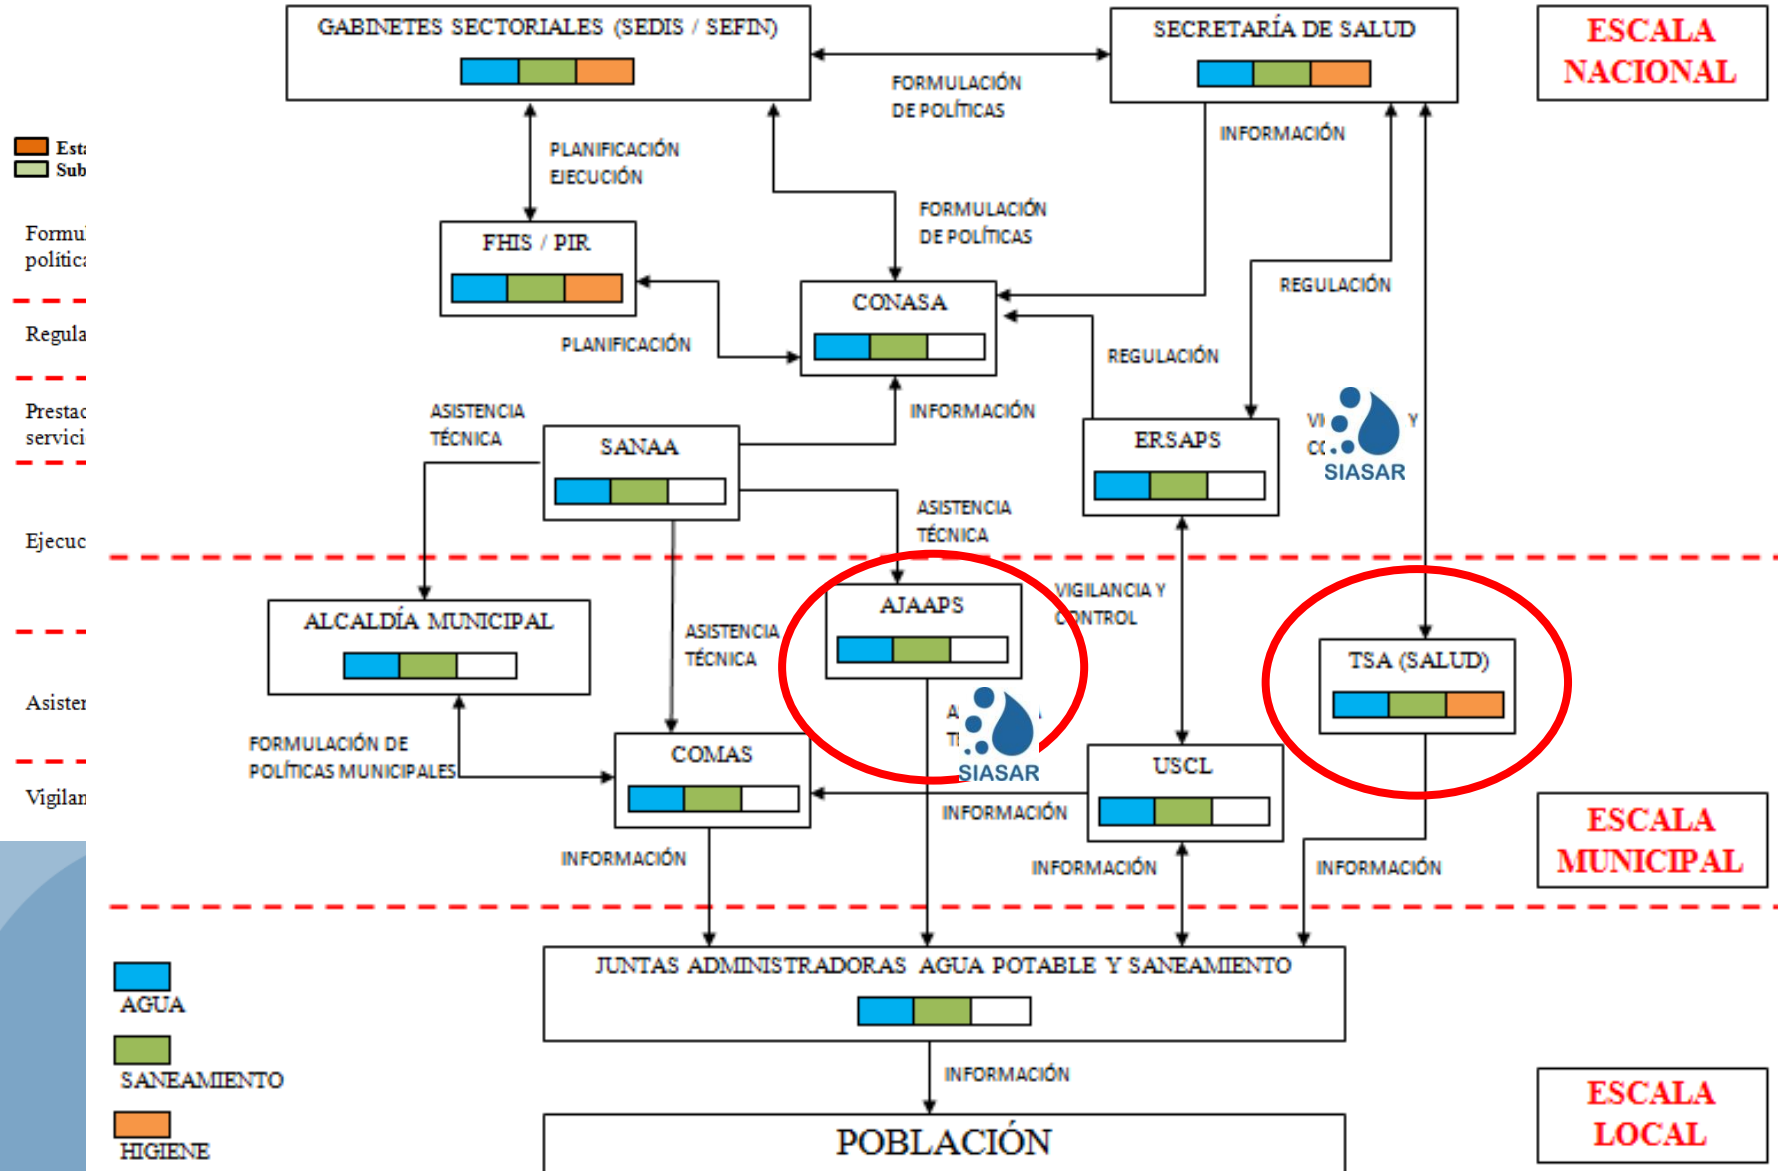 GABINETES SECTORIALES (SEDIS / SEFIN)
SECRETARÍA DE SALUD
ESCALA
NACIONAL
FORMULACIÓN
DE POLÍTICAS
INFORMACIÓN
PLANIFICACIÓN
EJECUCIÓN
FORMULACIÓN
DE POLÍTICAS
FHIS / PIR
REGULACIÓN
CONASA
PLANIFICACIÓN
REGULACIÓN
ASISTENCIA
TÉCNICA
INFORMACIÓN
SANAA
ERSAPS
SIASAR
ASISTENCIA
TÉCNICA
ALCALDÍA MUNICIPAL
AJAAPS
VIGILANCIA Y
CONTROL
ASISTENCIA
TÉCNICA
TSA (SALUD)
FORMULACIÓN DE
POLÍTICAS MUNICIPALES
COMAS
SIASAR
USCL
INFORMACIÓN
ESCALA
MUNICIPAL
INFORMACIÓN
INFORMACIÓN
INFORMACIÓN
JUNTAS ADMINISTRADORAS AGUA POTABLE Y SANEAMIENTO
AGUA
SANEAMIENTO
HIGIENE
INFORMACIÓN
POBLACIÓN
ESCALA
LOCAL